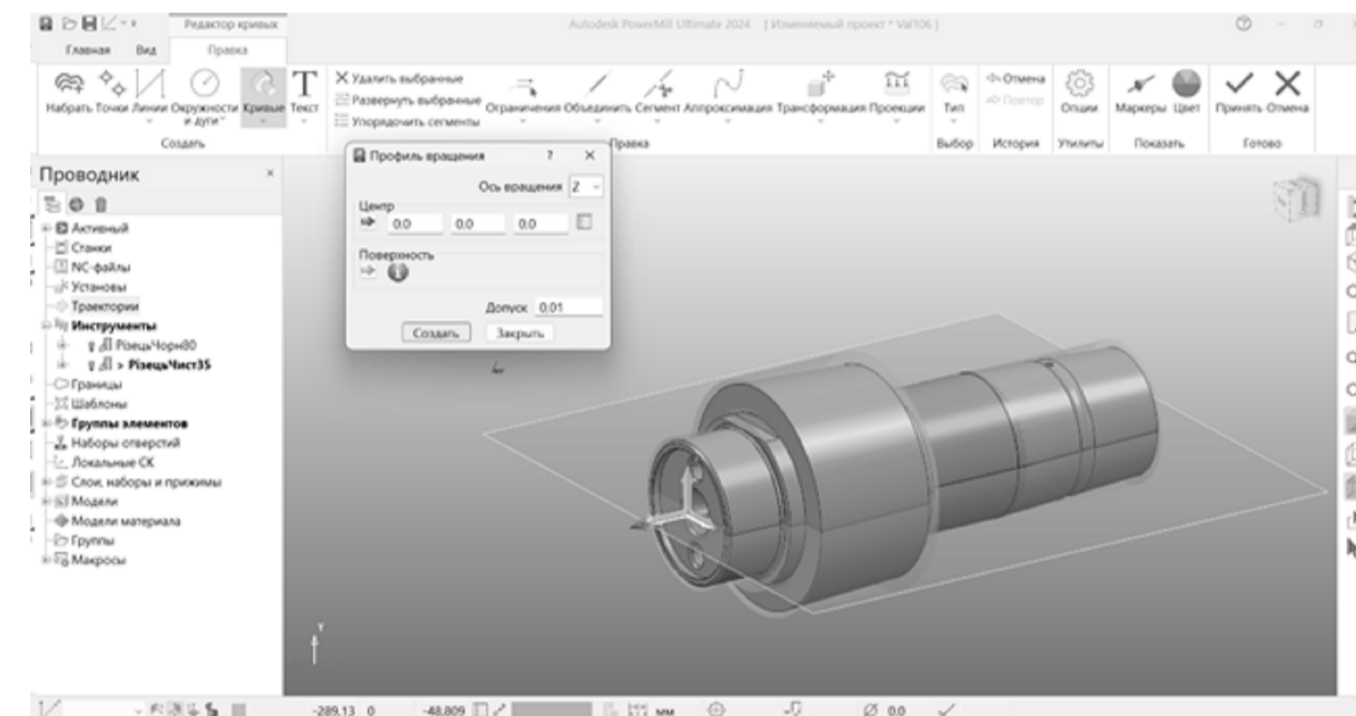 Редактор кривых
Autodesk PowerMill Ultimate 2024 [ Изменяемый проект * Val106 ]
Главная Вид Правка
Набрать Точки Линии Окружности и дуги Кривые Текст
Создать
Удалить выбранные
Развернуть выбранные
Упорядочить сегменты
Ограничения Объединить Сегмент Аппроксимация Трансформация Проекции
Правка
Тип
Выбор
Отмена
Повтор
История
Опции
Утилиты
Маркеры Цвет
Показать
Принять Отмена
Готово
Профиль вращения ? ×
Ось вращения Z
Центр
0.0 0.0 0.0
Поверхность
Допуск 0.01
Создать Закрыть
Проводник ×
Активный
Станки
NC-файлы
Установы
Траектории
Инструменты
РізецьЧорн80
> РізецьЧист35
Границы
Шаблоны
Группы элементов
Наборы отверстий
Локальные СК
Слои, наборы и прижимы
Модели
Модели материала
Группы
Макросы
Y
-289.13 0 -48.809 мм 0.0